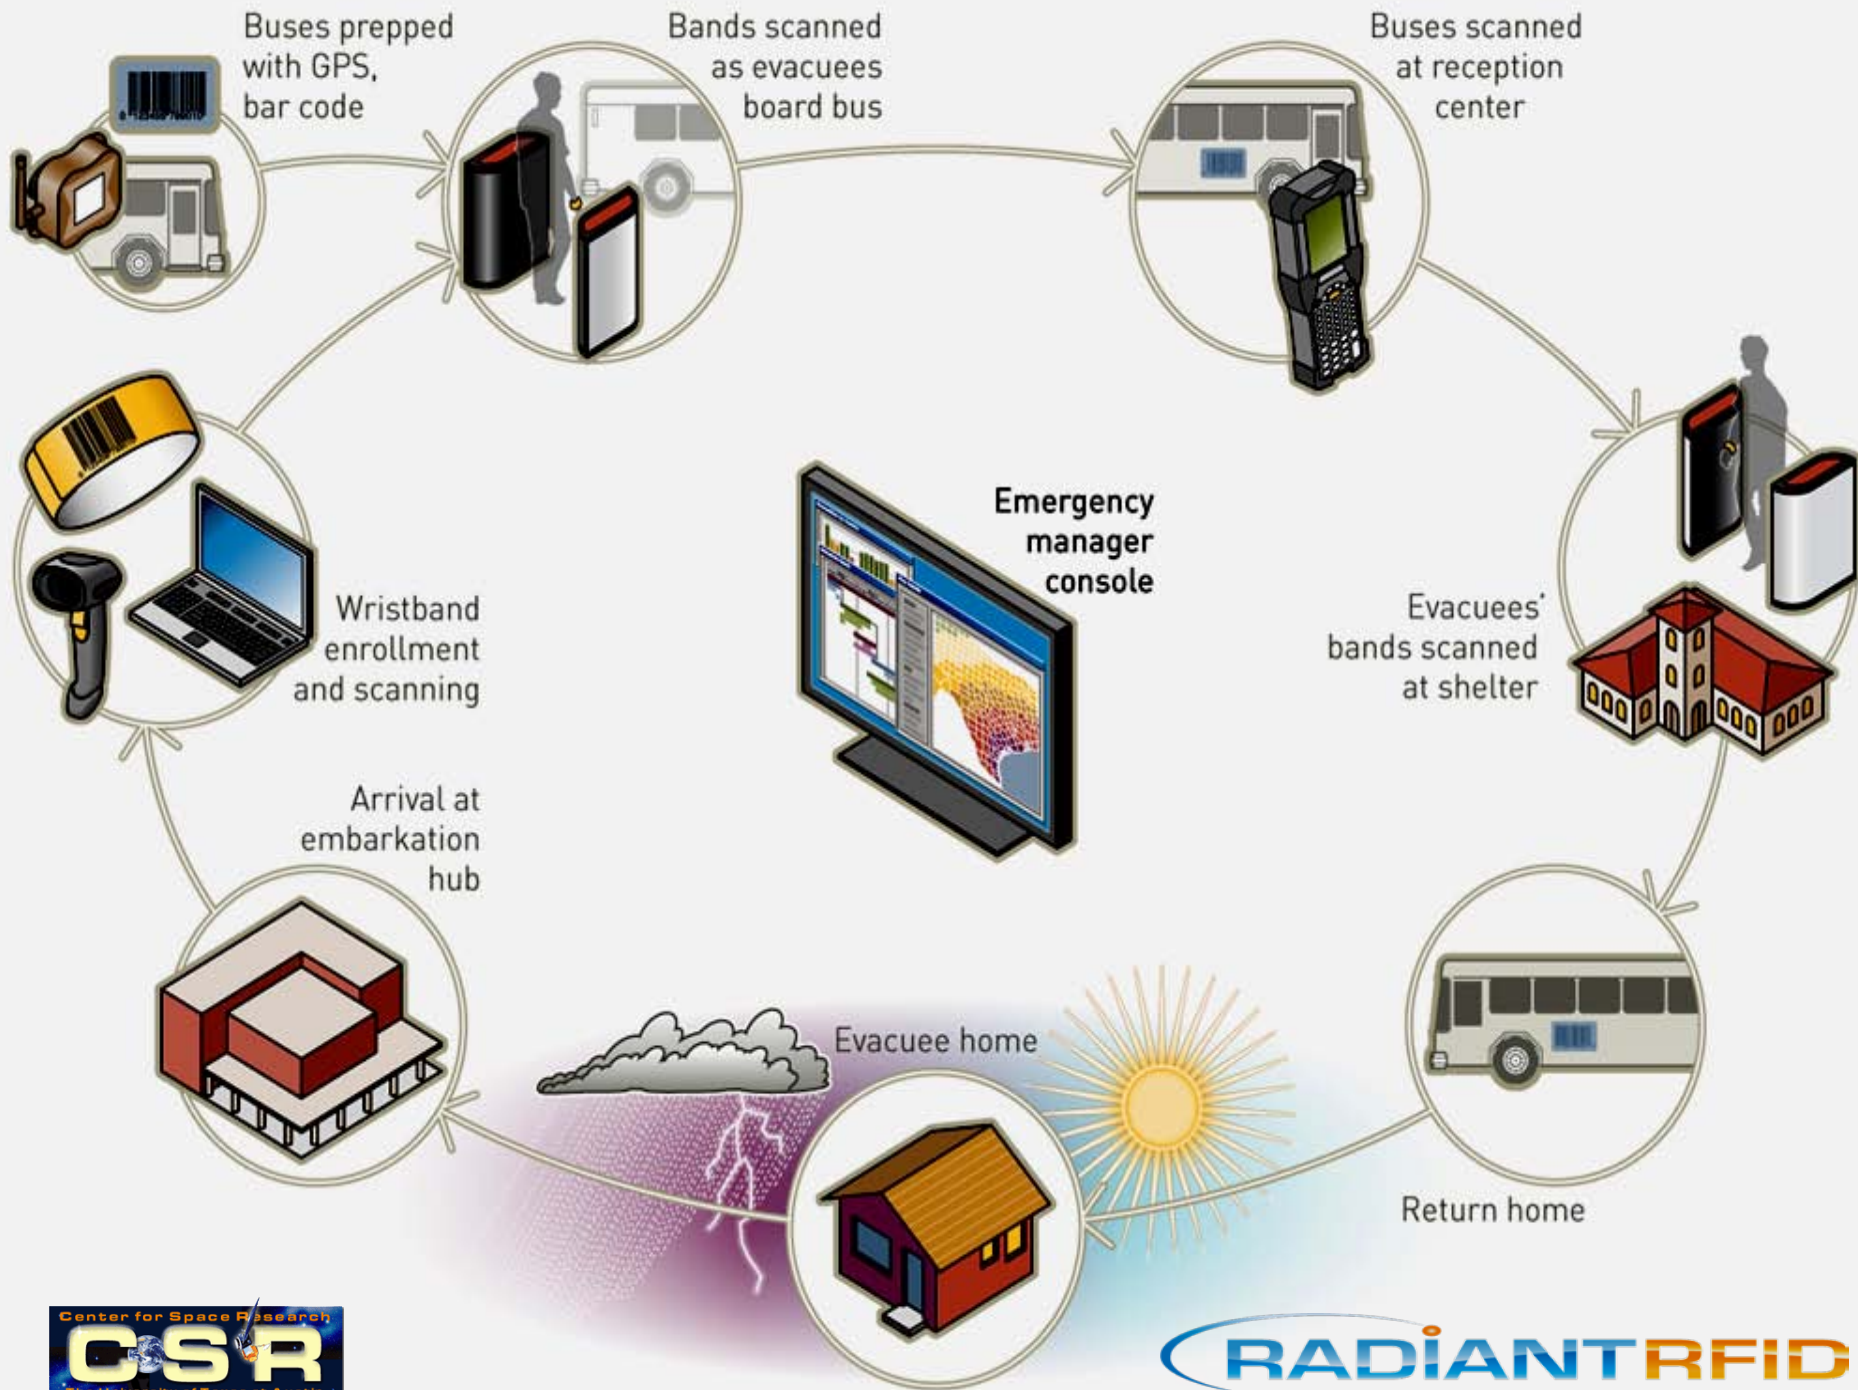 Buses prepped
with GPS,
bar code
Bands scanned
as evacuees
board bus
Buses scanned
at reception
center
Emergency
manager
console
Wristband
enrollment
and scanning
Evacuees'
bands scanned
at shelter
Arrival at
embarkation
hub
Evacuee home
Return home
Center for Space Research
CSR
RADIANTRFID